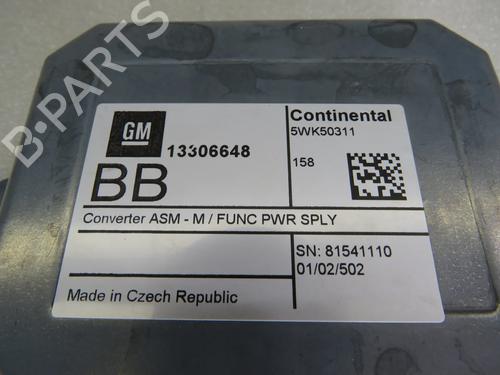 GM
13306648
BB
Continental
5WK50311
158
Converter ASM - M / FUNC PWR SPLY
SN: 81541110
01/02/502
Made in Czech Republic
B-PARTS